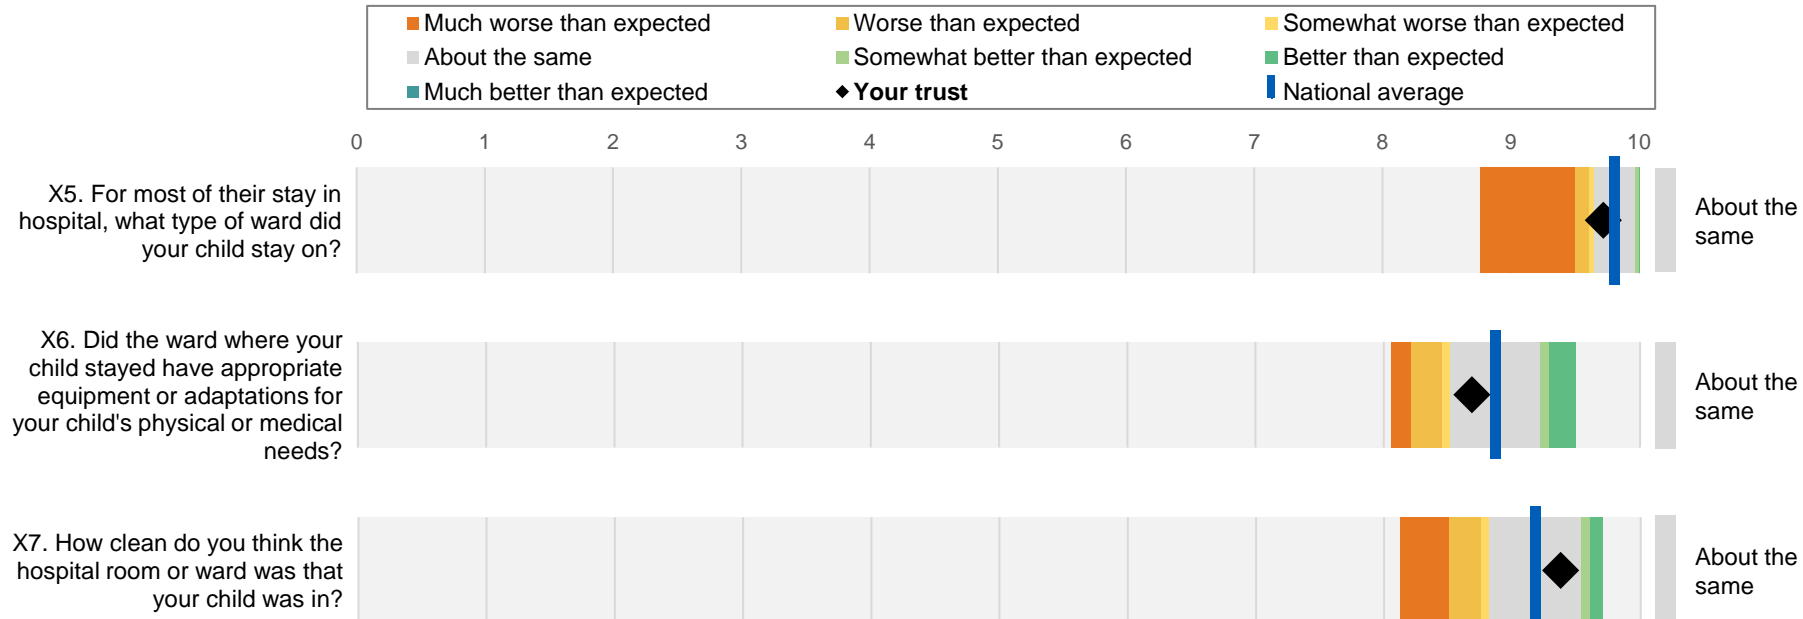 Much worse than expected
Worse than expected
Somewhat worse than expected
About the same
Somewhat better than expected
Better than expected
Much better than expected
Your trust
National average
0 1 2 3 4 5 6 7 8 9 10
X5. For most of their stay in
hospital, what type of ward did
your child stay on?
About the
same
X6. Did the ward where your
child stayed have appropriate
equipment or adaptations for
your child's physical or medical
needs?
About the
same
X7. How clean do you think the
hospital room or ward was that
your child was in?
About the
same